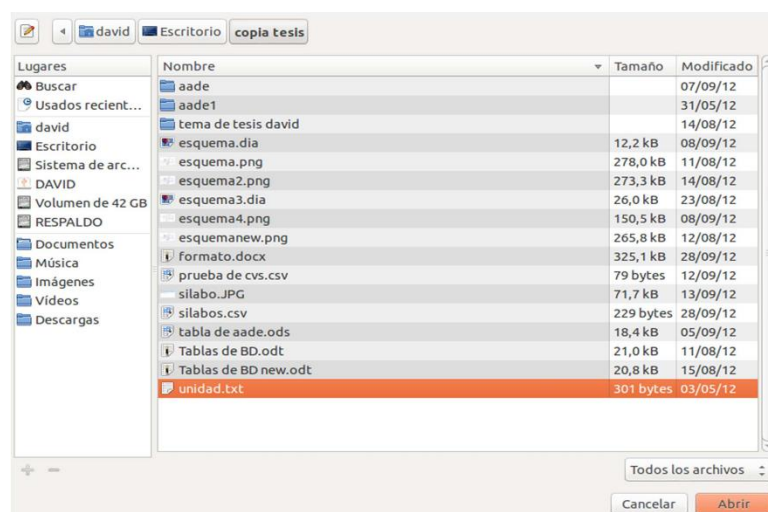 david Escritorio copia tesis
Lugares
Buscar
Usados recient...
david
Escritorio
Sistema de arc...
DAVID
Volumen de 42 GB
RESPALDO
Documentos
Música
Imágenes
Vídeos
Descargas
Nombre Tamaño Modificado
aade 07/09/12
aade1 31/05/12
tema de tesis david 14/08/12
esquema.dia 12,2 kB 08/09/12
esquema.png 278,0 kB 11/08/12
esquema2.png 273,3 kB 14/08/12
esquema3.dia 26,0 kB 23/08/12
esquema4.png 150,5 kB 08/09/12
esquemanew.png 265,8 kB 12/08/12
formato.docx 325,1 kB 28/09/12
prueba de cvs.csv 79 bytes 12/09/12
silabo.JPG 71,7 kB 13/09/12
silabos.csv 229 bytes 28/09/12
tabla de aade.ods 18,4 kB 05/09/12
Tablas de BD.odt 21,0 kB 11/08/12
Tablas de BD new.odt 20,8 kB 15/08/12
unidad.txt 301 bytes 03/05/12
Todos los archivos
Cancelar Abrir